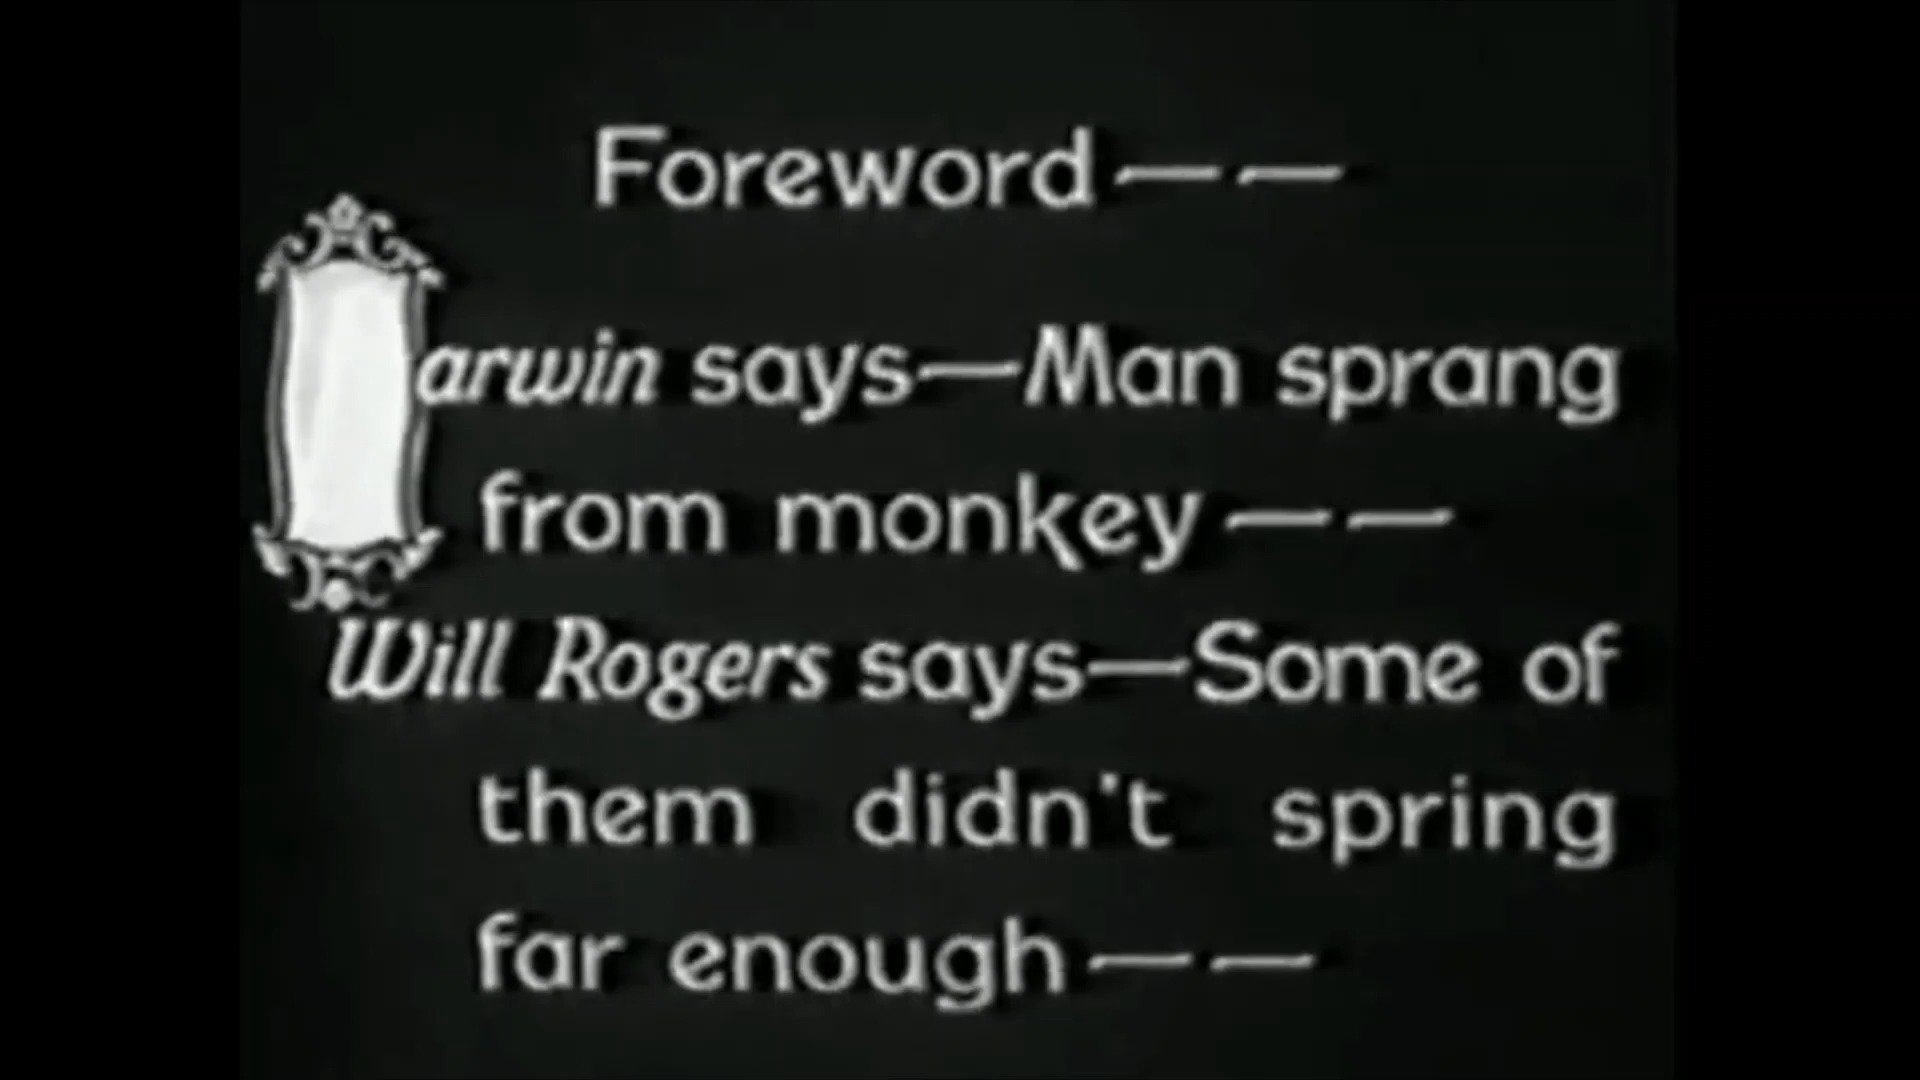 Foreword — —
arwin says—Man sprang
from monkey — —
Will Rogers says—Some of
them didn't spring
far enough — —